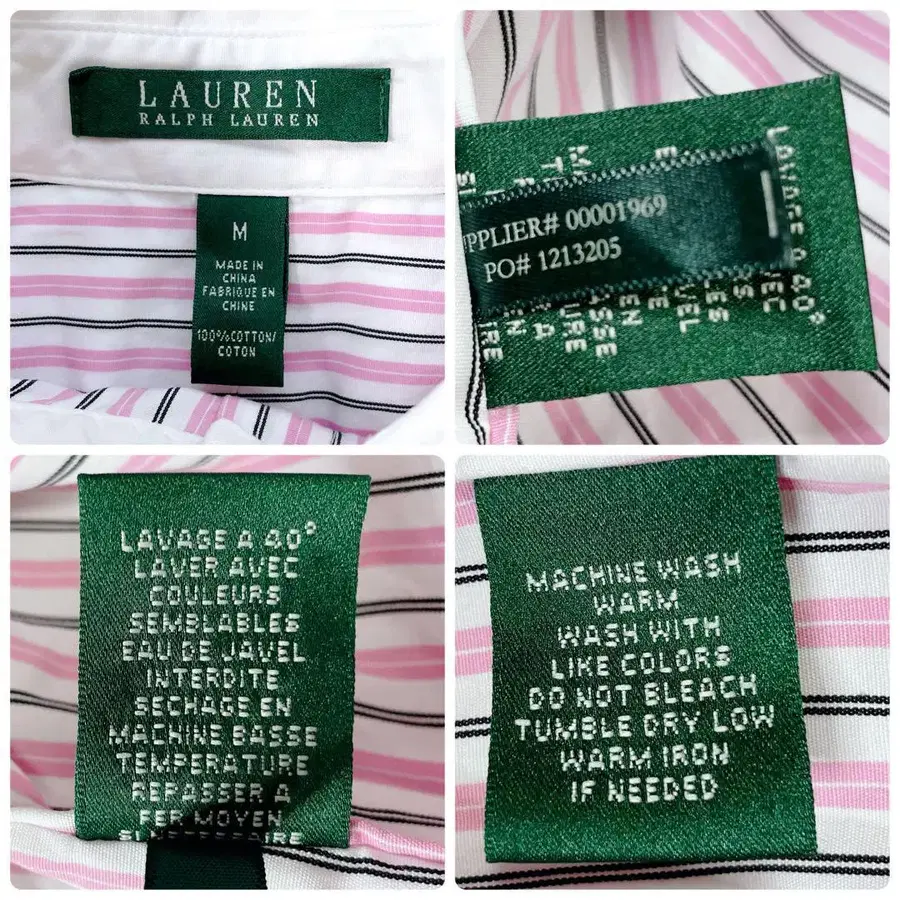 LAUREN
RALPH LAUREN
M
MADE IN
CHINA
FABRIQUE EN
CHINE
100% COTTON/
COTON
PPLIER# 00001969
PO# 1213205
LAVAGE A 40°
LAVAGE A 40°
LAVER AVEC
COULEURS
SEMBLABLES
EAU DE JAVEL
INTERDITE
SECHAGE EN
MACHINE BASSE
TEMPERATURE
REPASSER A
FER MOYEN
MACHINE WASH
WARM
WASH WITH
LIKE COLORS
DO NOT BLEACH
TUMBLE DRY LOW
WARM IRON
IF NEEDED